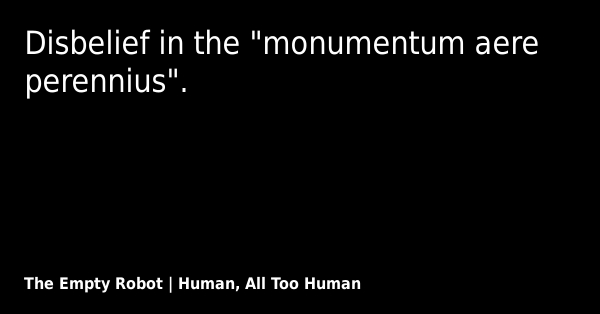 Disbelief in the "monumentum aere
perennius".
The Empty Robot | Human, All Too Human